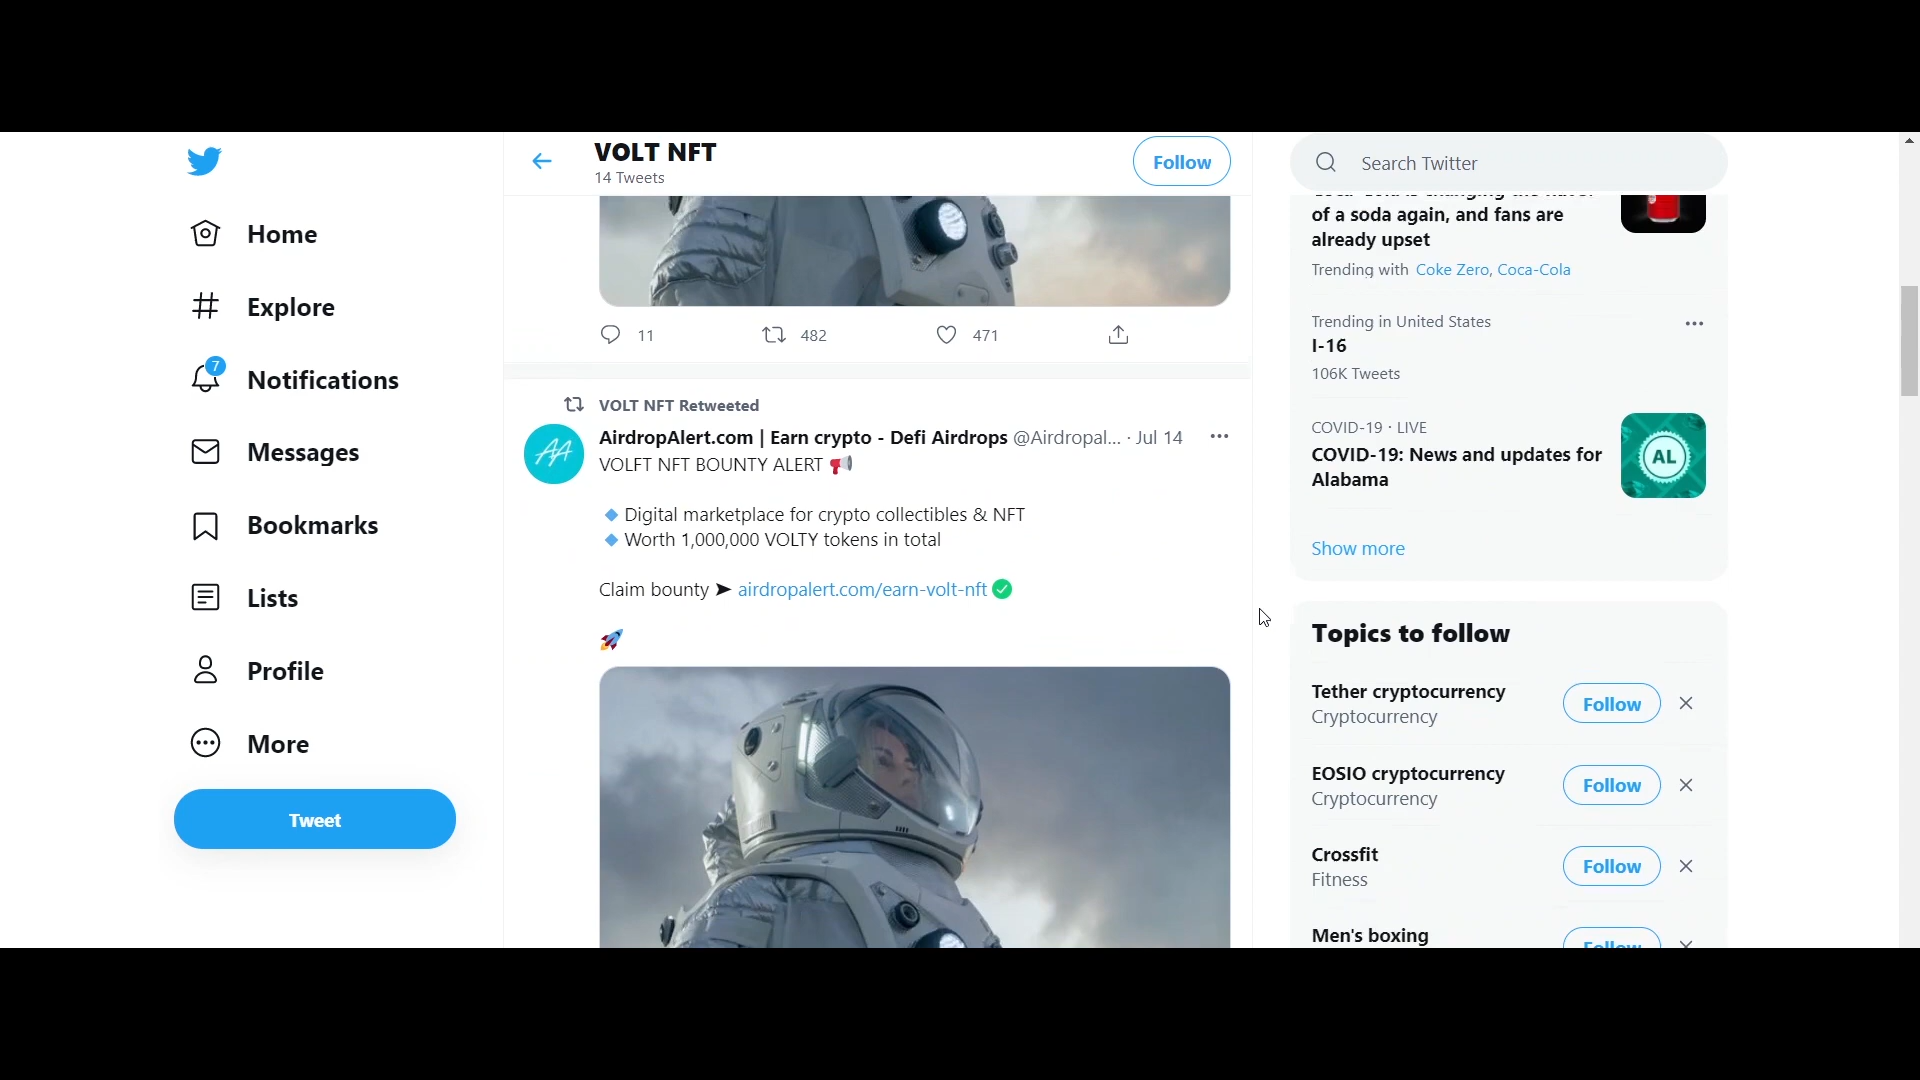 VOLT NFT
14 Tweets
Follow
Search Twitter
Home
Explore
7
Notifications
Messages
Bookmarks
Lists
Profile
More
Tweet
11
482
471
VOLT NFT Retweeted
AirdropAlert.com | Earn crypto - Defi Airdrops @Airdropal... · Jul 14
VOLFT NFT BOUNTY ALERT 📢
🔹 Digital marketplace for crypto collectibles & NFT
🔹 Worth 1,000,000 VOLTY tokens in total
Claim bounty ➤ airdropalert.com/earn-volt-nft ✅
🚀
of a soda again, and fans are
already upset
Trending with Coke Zero, Coca-Cola
Trending in United States
I-16
106K Tweets
COVID-19 · LIVE
COVID-19: News and updates for
Alabama
AL
Show more
Topics to follow
Tether cryptocurrency
Cryptocurrency
Follow
EOSIO cryptocurrency
Cryptocurrency
Follow
Crossfit
Fitness
Follow
Men's boxing
Follow